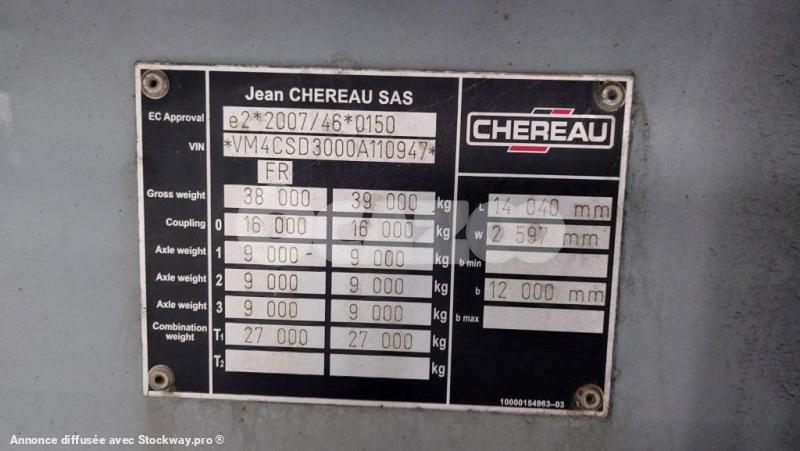 Jean CHEREAU SAS
EC Approval e2*2007/46*0150
VIN *VM4CSD3000A110947*
FR
CHEREAU
Gross weight 38 000 39 000 kg
Coupling 0 16 000 16 000 kg
Axle weight 1 9 000 9 000 kg
Axle weight 2 9 000 9 000 kg
Axle weight 3 9 000 9 000 kg
Combination weight T1 27 000 27 000 kg
T2 kg
L 14 040 mm
W 2 597 mm
b min
b 12 000 mm
b max
10000154963-03
OCAZOO
Annonce diffusée avec Stockway.pro ®